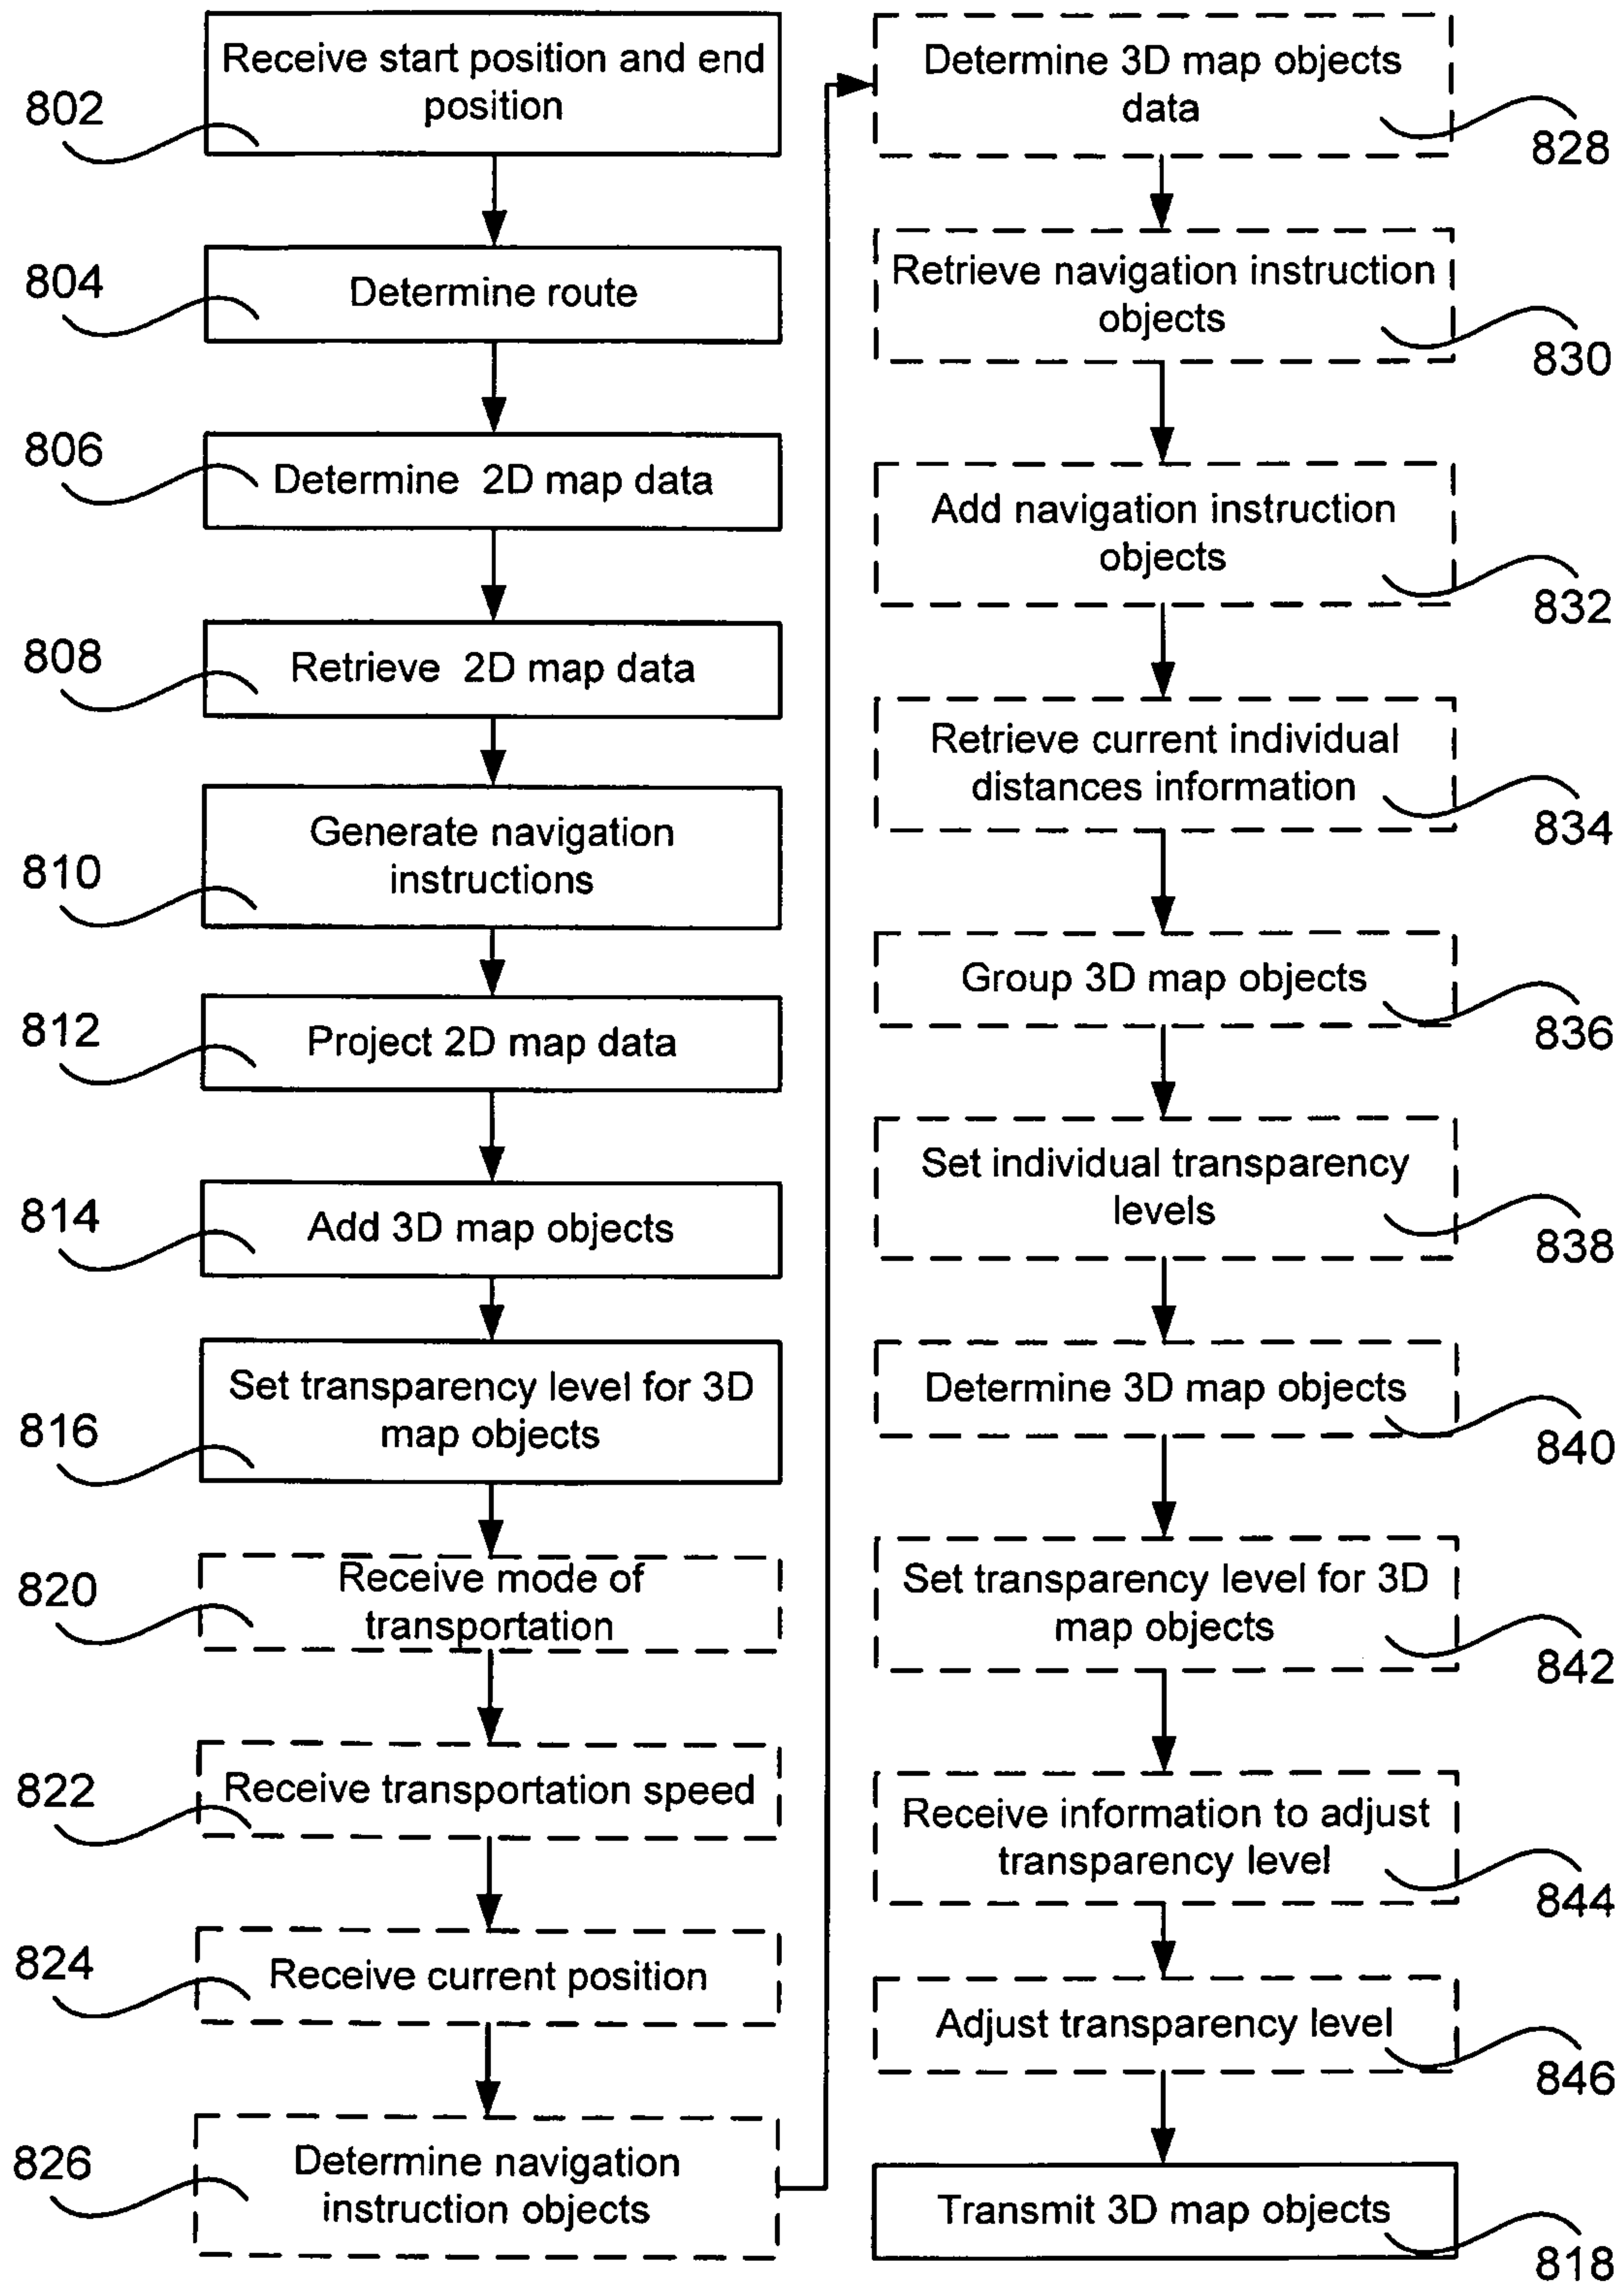 Receive start position and end
position
802
Determine route
804
Determine 2D map data
806
Retrieve 2D map data
808
Generate navigation
instructions
810
Project 2D map data
812
Add 3D map objects
814
Set transparency level for 3D
map objects
816
Receive mode of
transportation
820
Receive transportation speed
822
Receive current position
824
Determine navigation
instruction objects
826
Determine 3D map objects
data
828
Retrieve navigation instruction
objects
830
Add navigation instruction
objects
832
Retrieve current individual
distances information
834
Group 3D map objects
836
Set individual transparency
levels
838
Determine 3D map objects
840
Set transparency level for 3D
map objects
842
Receive information to adjust
transparency level
844
Adjust transparency level
846
Transmit 3D map objects
818